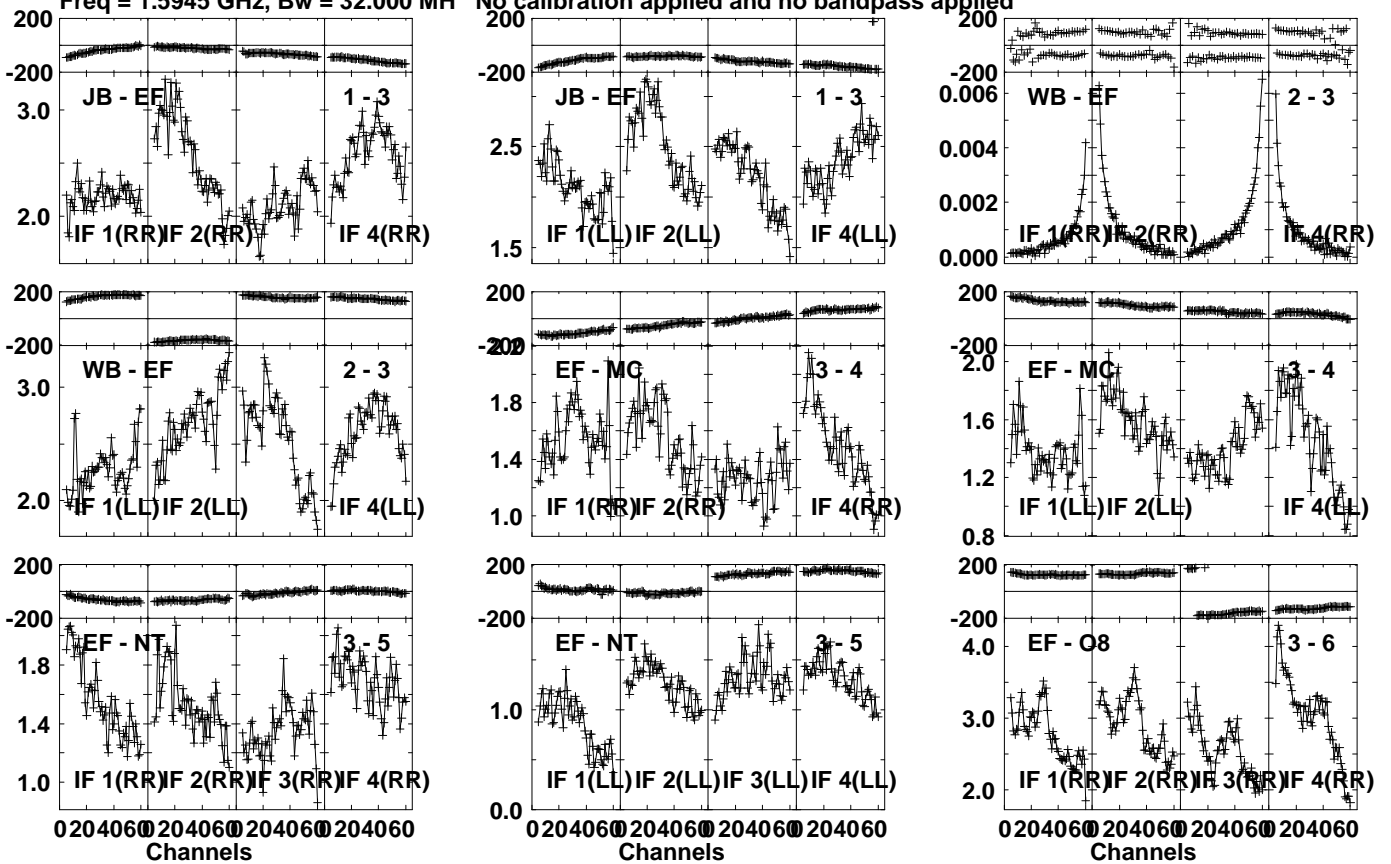 Freq = 1.5945 GHz, Bw = 32.000 MH No calibration applied and no bandpass applied
200
-200
JB - EF 1 - 3
3.0
2.0
IF 1(RR) IF 2(RR) IF 4(RR)
JB - EF 1 - 3
2.5
1.5
IF 1(LL) IF 2(LL) IF 4(LL)
200
-200
WB - EF 2 - 3
0.006
0.004
0.002
0.000
IF 1(RR) IF 2(RR) IF 4(RR)
200
-200
WB - EF 2 - 3
3.0
2.0
IF 1(LL) IF 2(LL) IF 4(LL)
EF - MC 3 - 4
1.8
1.4
1.0
IF 1(RR) IF 2(RR) IF 4(RR)
200
-200
2.0
EF - MC 3 - 4
1.6
1.2
0.8
IF 1(LL) IF 2(LL) IF 4(LL)
200
-200
EF - NT 3 - 5
1.8
1.4
1.0
IF 1(RR) IF 2(RR) IF 3(RR) IF 4(RR)
0 20 40 60 0 20 40 60 0 20 40 60 0 20 40 60
Channels
EF - NT 3 - 5
1.0
0.0
IF 1(LL) IF 2(LL) IF 3(LL) IF 4(LL)
0 20 40 60 0 20 40 60 0 20 40 60 0 20 40 60
Channels
200
-200
EF - O8 3 - 6
4.0
3.0
2.0
IF 1(RR) IF 2(RR) IF 3(RR) IF 4(RR)
0 20 40 60 0 20 40 60 0 20 40 60 0 20 40 60
Channels